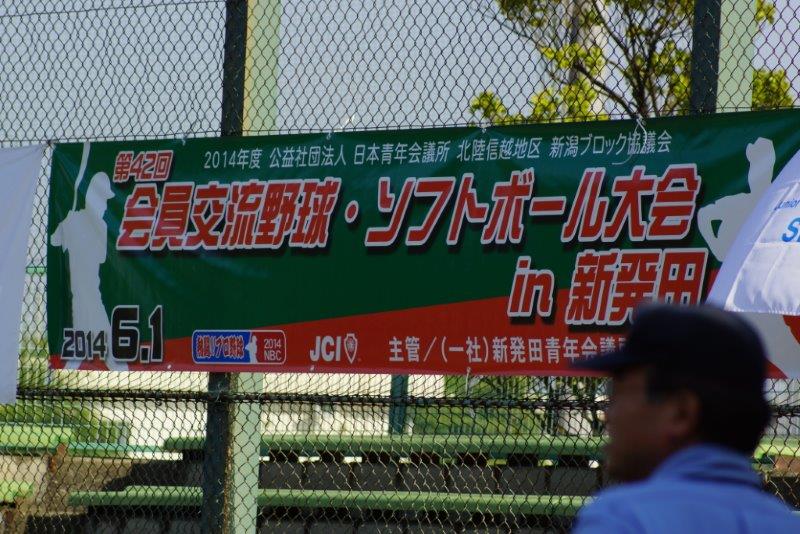 第42回
2014年度 公益社団法人 日本青年会議所 北陸信越地区 新潟ブロック協議会
会員交流野球・ソフトボール大会
in 新発田
2014 6.1
2014
NBC
JCI
主管/(一社)新発田青年会議